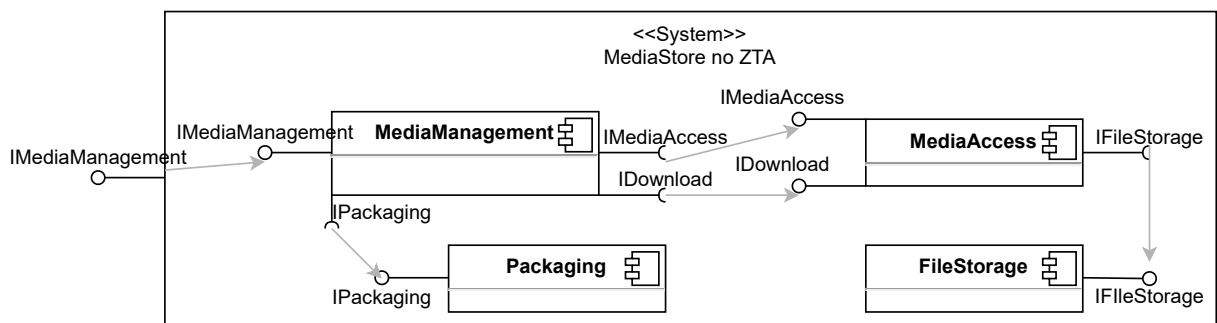 <<System>>
MediaStore no ZTA
IMediaAccess
IMediaManagement
MediaManagement
IMediaAccess
MediaAccess
IFileStorage
IMediaManagement
IDownload
IDownload
IPackaging
Packaging
FileStorage
IPackaging
IFIleStorage